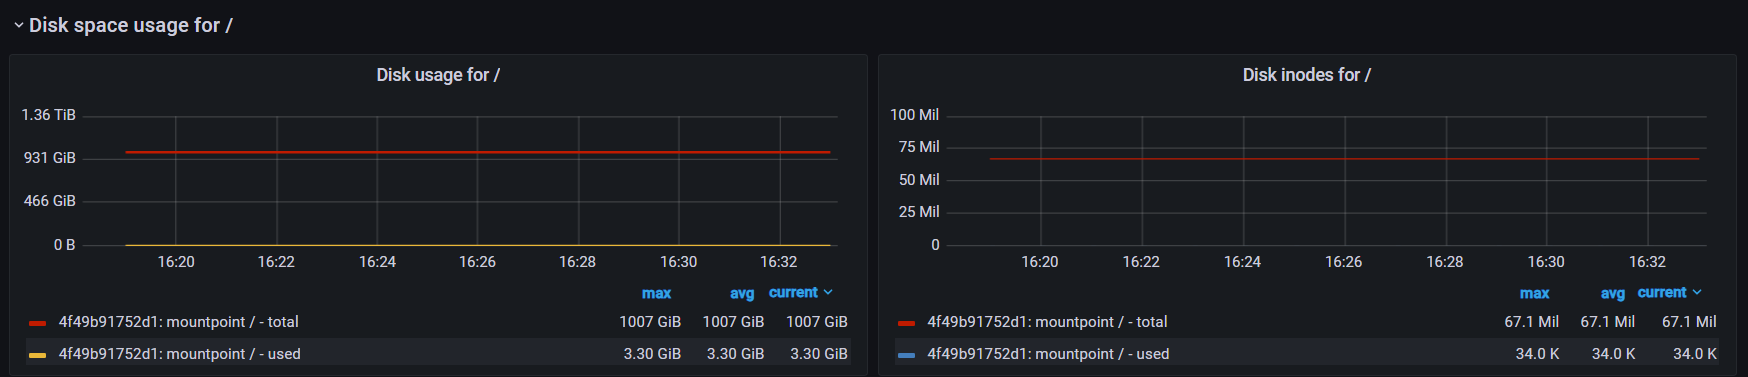 Disk space usage for /
Disk usage for /
1.36 TiB
931 GiB
466 GiB
0 B
16:20 16:22 16:24 16:26 16:28 16:30 16:32
max avg current
4f49b91752d1: mountpoint / - total 1007 GiB 1007 GiB 1007 GiB
4f49b91752d1: mountpoint / - used 3.30 GiB 3.30 GiB 3.30 GiB
Disk inodes for /
100 Mil
75 Mil
50 Mil
25 Mil
0
16:20 16:22 16:24 16:26 16:28 16:30 16:32
max avg current
4f49b91752d1: mountpoint / - total 67.1 Mil 67.1 Mil 67.1 Mil
4f49b91752d1: mountpoint / - used 34.0 K 34.0 K 34.0 K